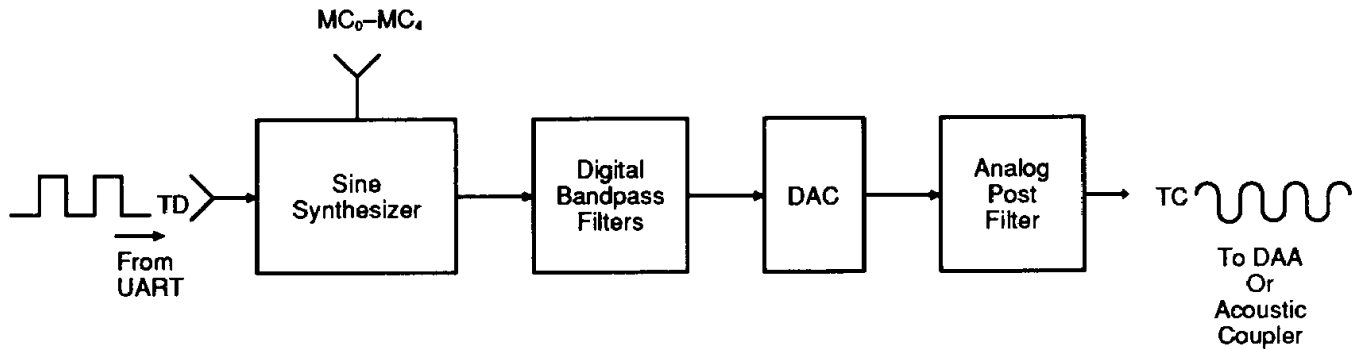 MC₀–MC₄
TD
From
UART
Sine
Synthesizer
Digital
Bandpass
Filters
DAC
Analog
Post
Filter
TC
To DAA
Or
Acoustic
Coupler